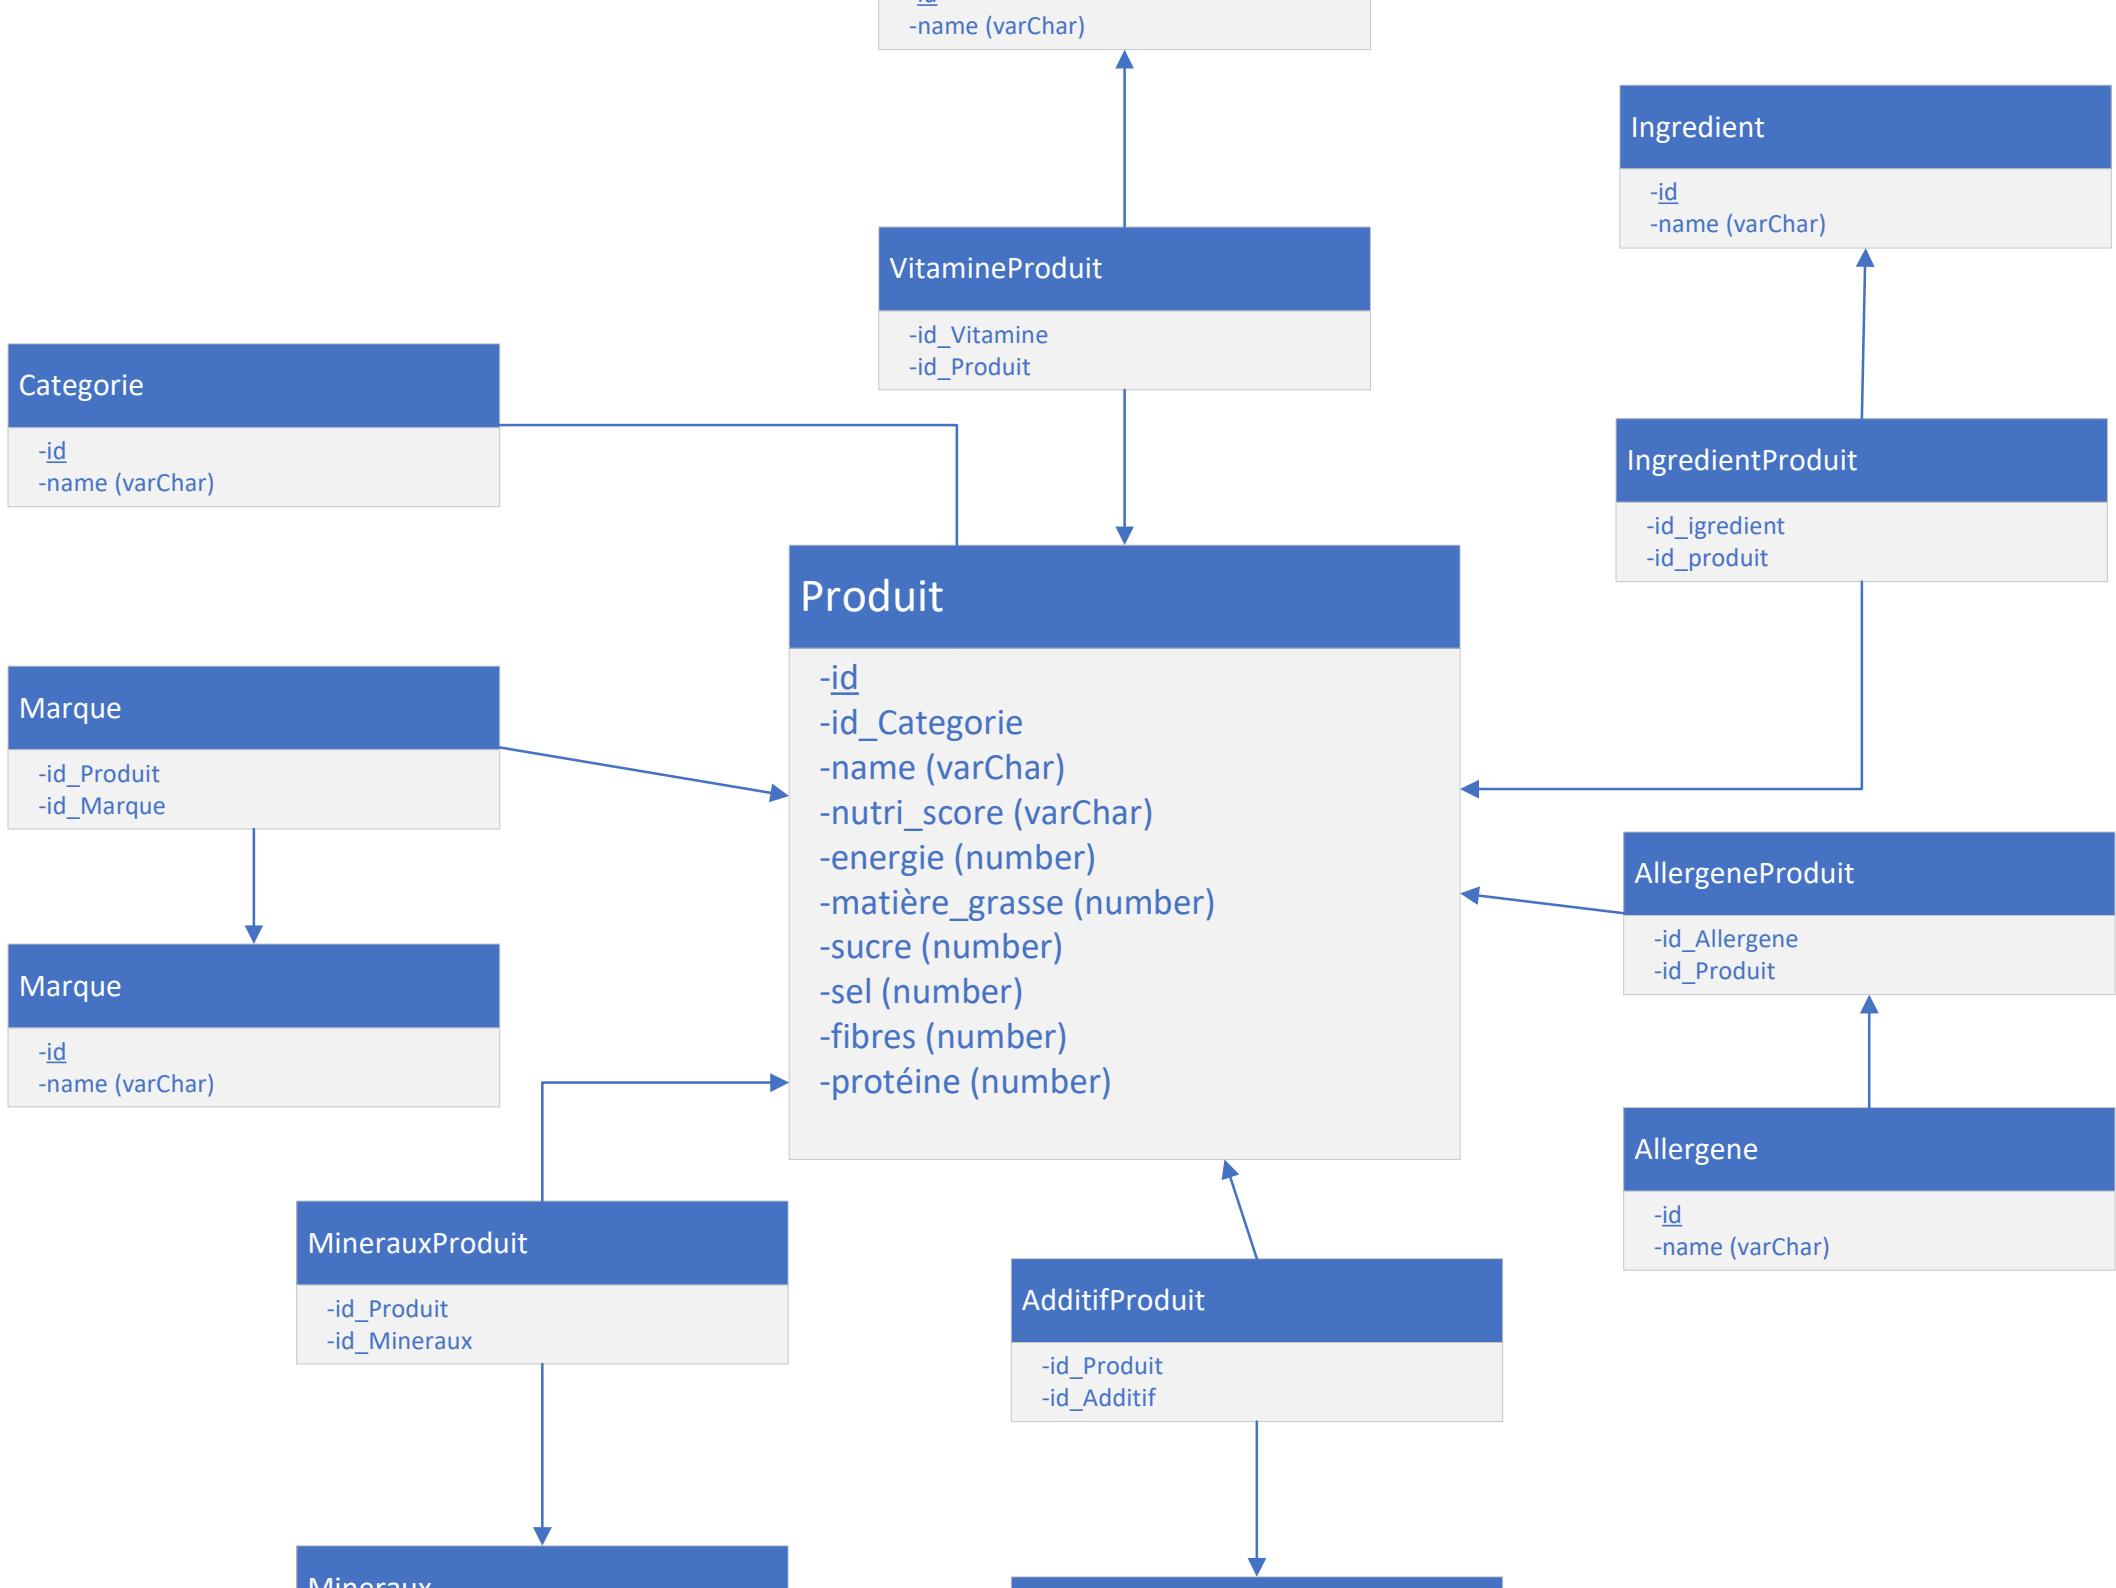 -id
-name (varChar)
Ingredient
-id
-name (varChar)
VitamineProduit
-id_Vitamine
-id_Produit
Categorie
-id
-name (varChar)
IngredientProduit
-id_igredient
-id_produit
Produit
-id
-id_Categorie
-name (varChar)
-nutri_score (varChar)
-energie (number)
-matière_grasse (number)
-sucre (number)
-sel (number)
-fibres (number)
-protéine (number)
Marque
-id_Produit
-id_Marque
AllergeneProduit
-id_Allergene
-id_Produit
Marque
-id
-name (varChar)
Allergene
-id
-name (varChar)
MinerauxProduit
-id_Produit
-id_Mineraux
AdditifProduit
-id_Produit
-id_Additif
Mineraux